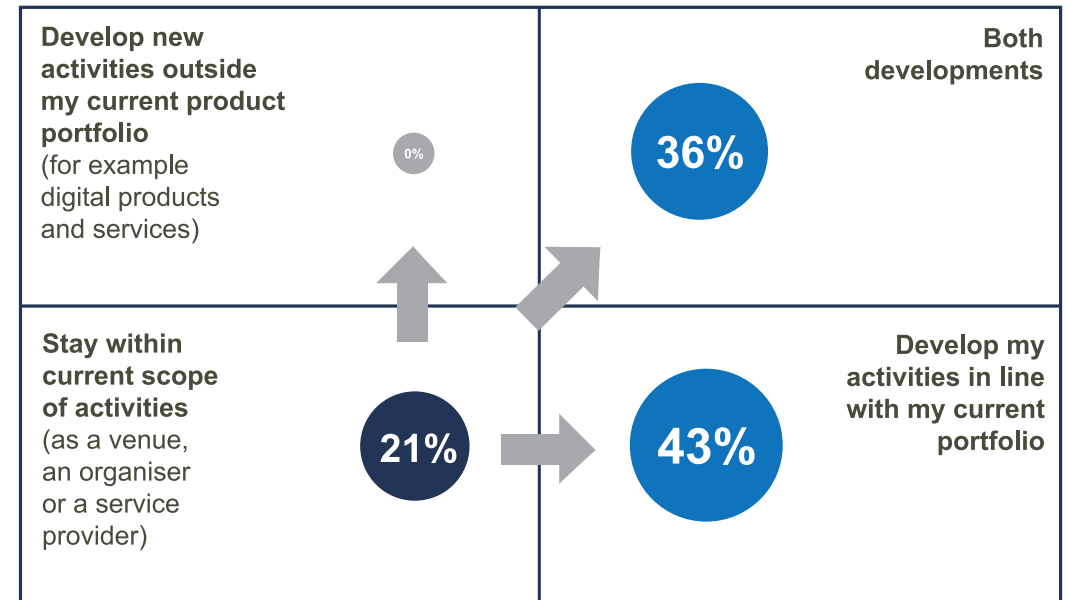 Develop new
activities outside
my current product
portfolio
(for example
digital products
and services)
0%
Both
developments
36%
Stay within
current scope
of activities
(as a venue,
an organiser
or a service
provider)
21%
Develop my
activities in line
with my current
portfolio
43%